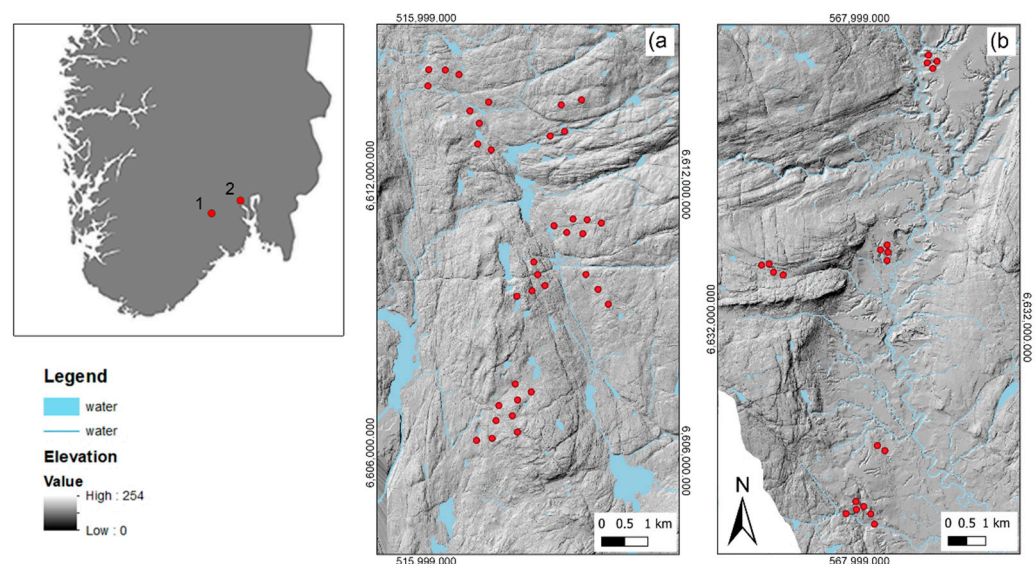 1
2
Legend
water
water
Elevation
Value
High : 254
Low : 0
515,999.000
(a)
6,612,000.000
6,612,000.000
6,606,000.000
6,606,000.000
0 0.5 1 km
515,999.000
567,999.000
(b)
6,632,000.000
6,632,000.000
N
0 0.5 1 km
567,999.000